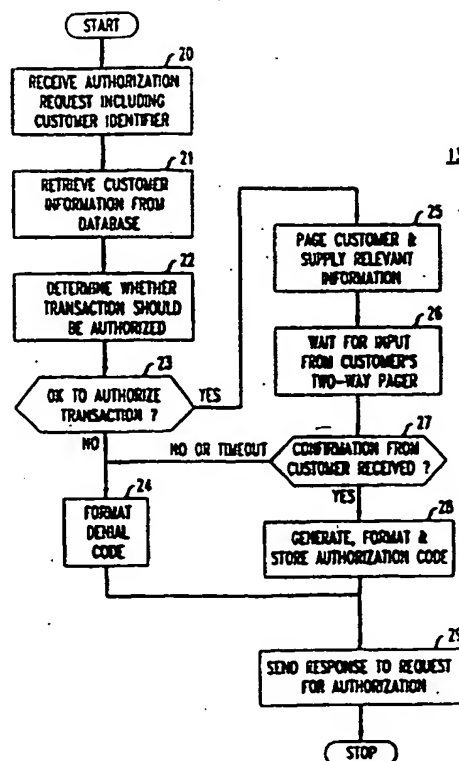 START
20
RECEIVE AUTHORIZATION
REQUEST INCLUDING
CUSTOMER IDENTIFIER
21
RETRIEVE CUSTOMER
INFORMATION FROM
DATABASE
22
DETERMINE WHETHER
TRANSACTION SHOULD
BE AUTHORIZED
23
OK TO AUTHORIZE
TRANSACTION ?
YES
NO
24
FORMAT
DENIAL
CODE
25
PAGE CUSTOMER &
SUPPLY RELEVANT
INFORMATION
26
WAIT FOR INPUT
FROM CUSTOMER'S
TWO-WAY PAGER
27
CONFIRMATION FROM
CUSTOMER RECEIVED ?
NO OR TIMEOUT
YES
28
GENERATE, FORMAT &
STORE AUTHORIZATION CODE
29
SEND RESPONSE TO REQUEST
FOR AUTHORIZATION
STOP